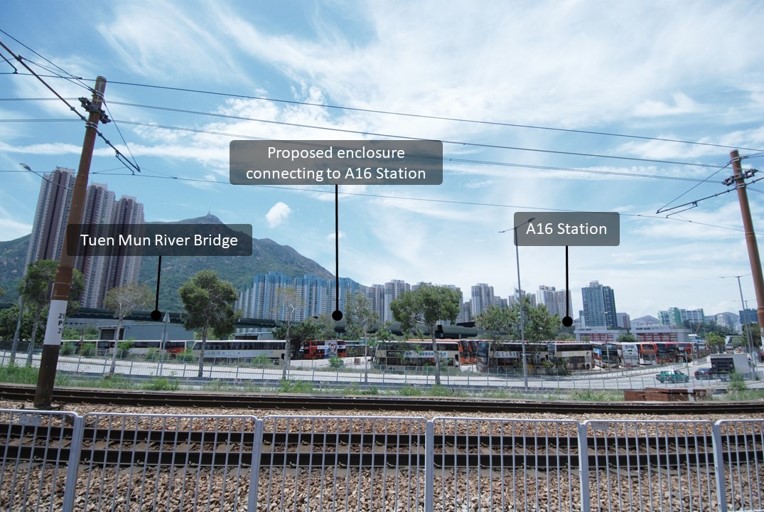 Proposed enclosure
connecting to A16 Station
Tuen Mun River Bridge
A16 Station